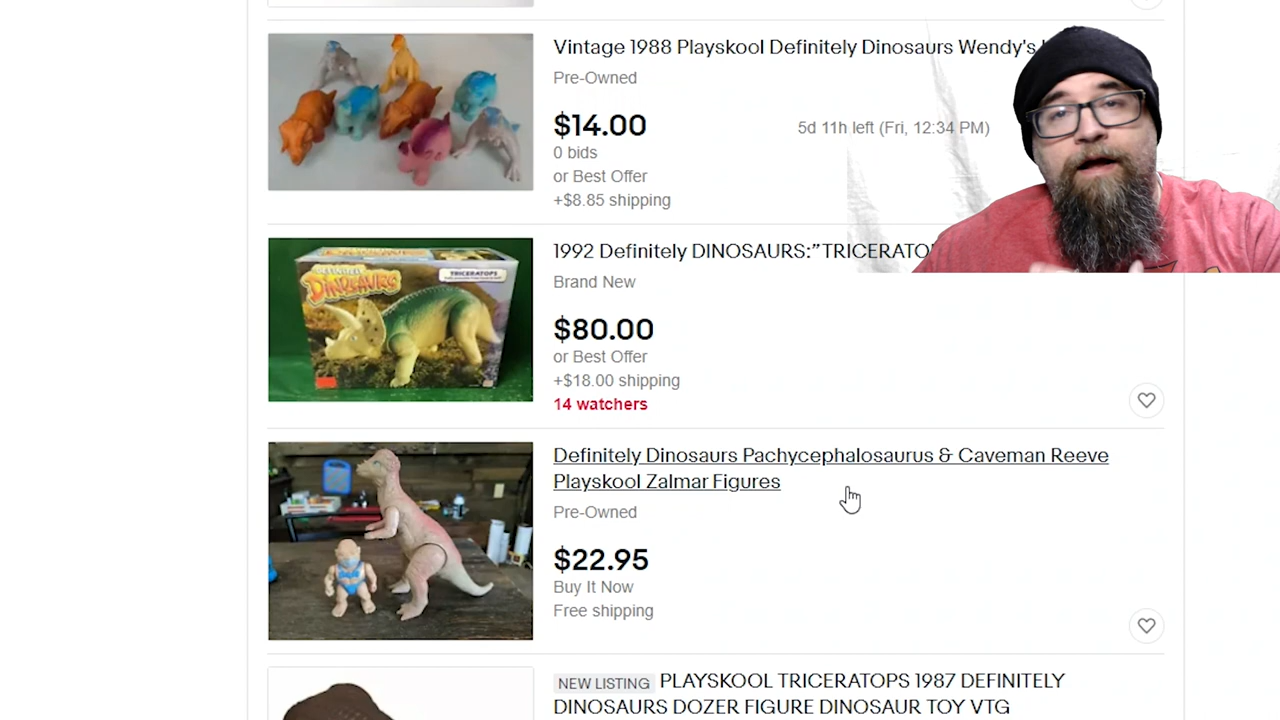 Vintage 1988 Playskool Definitely Dinosaurs Wendy's
Pre-Owned
$14.00
5d 11h left (Fri, 12:34 PM)
0 bids
or Best Offer
+$8.85 shipping
1992 Definitely DINOSAURS:”
Brand New
$80.00
or Best Offer
+$18.00 shipping
14 watchers
DEFINITELY
DINOSAURS
TRICERATOPS
Definitely Dinosaurs Pachycephalosaurus & Caveman Reeve
Playskool Zalmar Figures
Pre-Owned
$22.95
Buy It Now
Free shipping
NEW LISTING PLAYSKOOL TRICERATOPS 1987 DEFINITELY
DINOSAURS DOZER FIGURE DINOSAUR TOY VTG